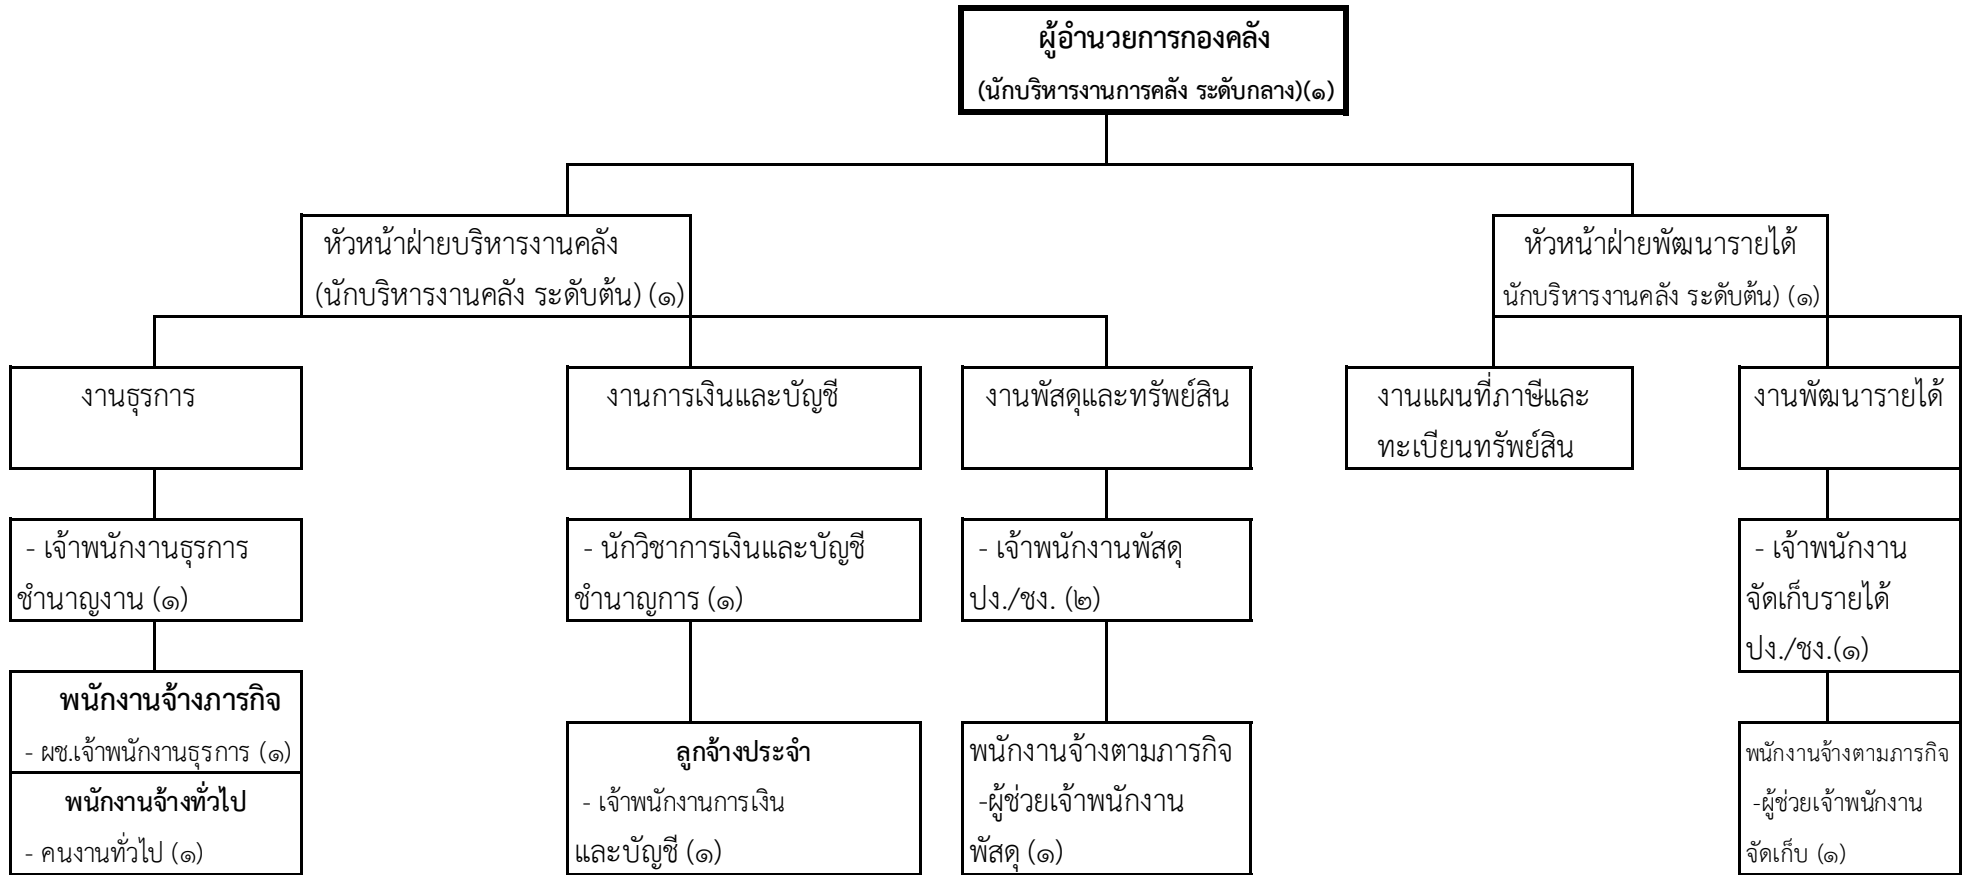 ผู้อำนวยการกองคลัง
(นักบริหารงานการคลัง ระดับกลาง)(๑)
หัวหน้าฝ่ายบริหารงานคลัง
(นักบริหารงานคลัง ระดับต้น) (๑)
หัวหน้าฝ่ายพัฒนารายได้
นักบริหารงานคลัง ระดับต้น) (๑)
งานธุรการ
งานการเงินและบัญชี
งานพัสดุและทรัพย์สิน
งานแผนที่ภาษีและ
ทะเบียนทรัพย์สิน
งานพัฒนารายได้
- เจ้าพนักงานธุรการ
ชำนาญงาน (๑)
- นักวิชาการเงินและบัญชี
ชำนาญการ (๑)
- เจ้าพนักงานพัสดุ
ปง./ชง. (๒)
- เจ้าพนักงาน
จัดเก็บรายได้
ปง./ชง.(๑)
พนักงานจ้างภารกิจ
- ผช.เจ้าพนักงานธุรการ (๑)
พนักงานจ้างทั่วไป
- คนงานทั่วไป (๑)
ลูกจ้างประจำ
- เจ้าพนักงานการเงิน
และบัญชี (๑)
พนักงานจ้างตามภารกิจ
-ผู้ช่วยเจ้าพนักงาน
พัสดุ (๑)
พนักงานจ้างตามภารกิจ
-ผู้ช่วยเจ้าพนักงาน
จัดเก็บ (๑)